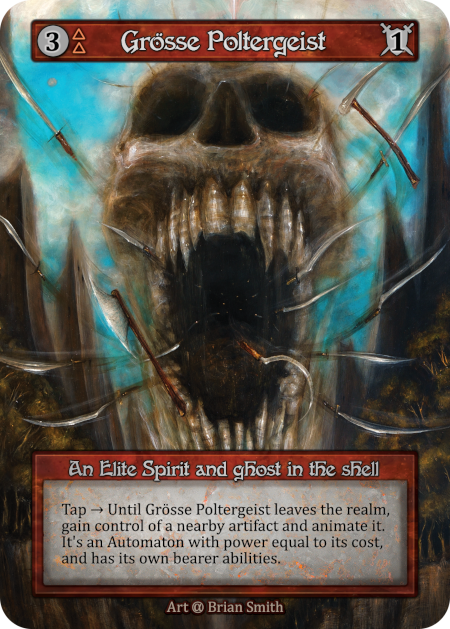 3 Grösse Poltergeist 1
An Elite Spirit and ghost in the shell
Tap → Until Grösse Poltergeist leaves the realm,
gain control of a nearby artifact and animate it.
It's an Automaton with power equal to its cost,
and has its own bearer abilities.
Art @ Brian Smith